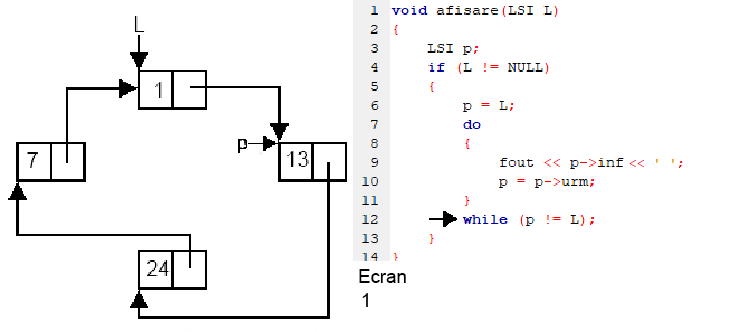 L
1
p
13
7
24
1 void afisare(LSI L)
2 {
3 LSI p;
4 if (L != NULL)
5 {
6 p = L;
7 do
8 {
9 fout << p->inf << ' ';
10 p = p->urm;
11 }
12 while (p != L);
13 }
14 }
Ecran
1